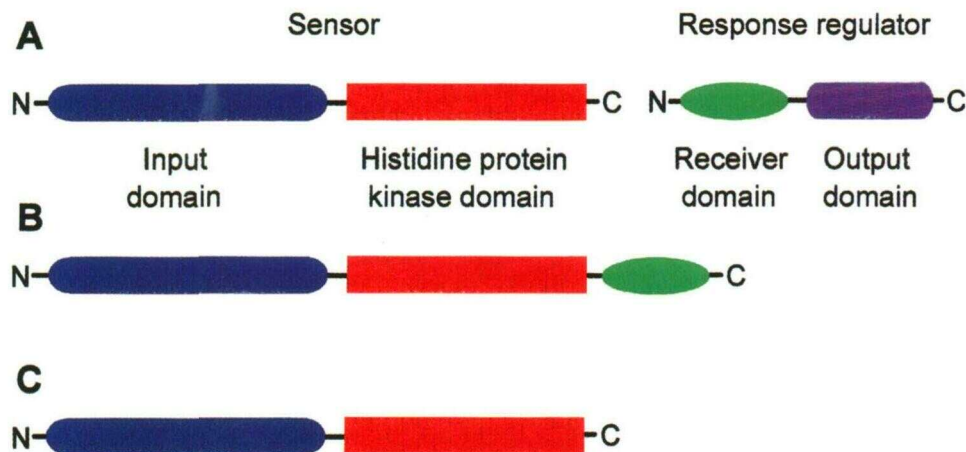 A
Sensor
Response regulator
N
C
N
C
Input
domain
Histidine protein
kinase domain
Receiver
domain
Output
domain
B
N
C
C
N
C